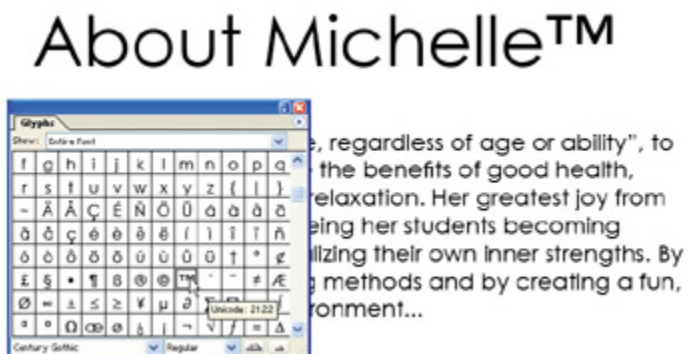 About Michelle™
Glyphs
Show: Entire Font
f g h i j k l m n o p q
r s t u v w x y z { | }
~ Ä Å Ç É Ñ Ö Ü á à â ä
ã å ç é è ê ë í ì î ï ñ
ó ò ô ö õ ú ù û ü † °
£ § • ¶ ß ® © ™ ´ ¨ ≠ Æ
Ø ∞ ± ≤ ≥ ¥ µ ∂
ª º Ω æ ø ¿ ¡ ¬ √ ƒ ≈ ∆
Unicode: 2122
Century Gothic Regular
, regardless of age or ability”, to
the benefits of good health,
relaxation. Her greatest joy from
eing her students becoming
lizing their own inner strengths. By
methods and by creating a fun,
ronment...